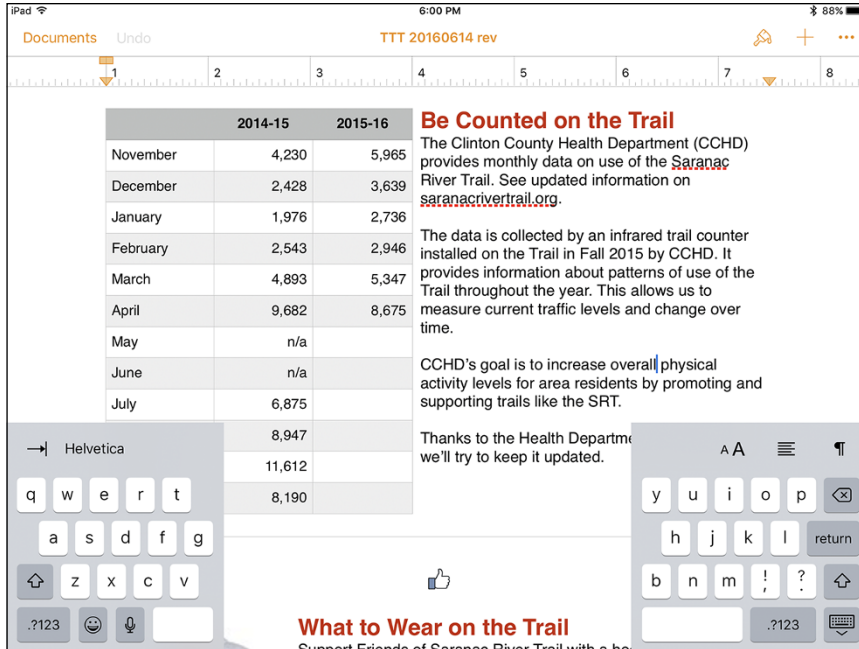 iPad 6:00 PM 88%
Documents Undo TTT 20160614 rev
1 2 3 4 5 6 7 8
2014-15 2015-16
November 4,230 5,965
December 2,428 3,639
January 1,976 2,736
February 2,543 2,946
March 4,893 5,347
April 9,682 8,675
May n/a
June n/a
July 6,875
8,947
11,612
8,190
Be Counted on the Trail
The Clinton County Health Department (CCHD)
provides monthly data on use of the Saranac
River Trail. See updated information on
saranacrivertrail.org.
The data is collected by an infrared trail counter
installed on the Trail in Fall 2015 by CCHD. It
provides information about patterns of use of the
Trail throughout the year. This allows us to
measure current traffic levels and change over
time.
CCHD's goal is to increase overall physical
activity levels for area residents by promoting and
supporting trails like the SRT.
Thanks to the Health Departme
we'll try to keep it updated.
What to Wear on the Trail
Support Friends of Saranac River Trail with a
Helvetica
q w e r t
a s d f g
z x c v
.?123
A A ¶
y u i o p
h j k l return
b n m ! , ? .
.?123